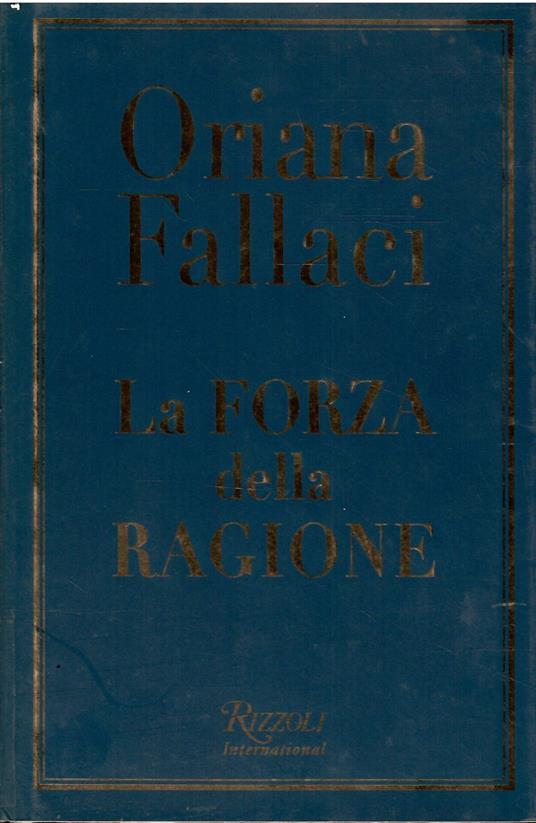 Oriana
Fallaci
La FORZA
della
RAGIONE
RIZZOLI
International